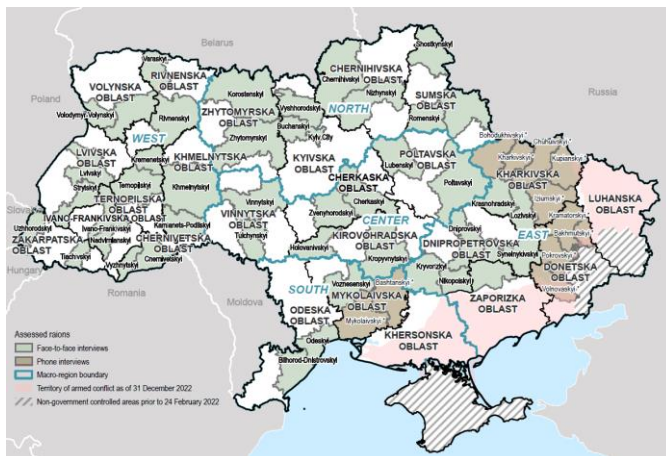 Belarus
Poland
Russia
Slovakia
Hungary
Romania
Moldova
NORTH
WEST
CENTER
EAST
SOUTH
VOLYNSKA
OBLAST
RIVNENSKA
OBLAST
ZHYTOMYRSKA
OBLAST
CHERNIHIVSKA
OBLAST
SUMSKA
OBLAST
KYIVSKA
OBLAST
POLTAVSKA
OBLAST
KHARKIVSKA
OBLAST
LUHANSKA
OBLAST
LVIVSKA
OBLAST
KHMELNYTSKA
OBLAST
TERNOPILSKA
OBLAST
IVANO-FRANKIVSKA
OBLAST
ZAKARPATSKA
OBLAST
CHERNIVETSKA
OBLAST
VINNYTSKA
OBLAST
CHERKASKA
OBLAST
KIROVOHRADSKA
OBLAST
DNIPROPETROVSKA
OBLAST
DONETSKA
OBLAST
ZAPORIZKA
OBLAST
MYKOLAIVSKA
OBLAST
ODESKA
OBLAST
KHERSONSKA
OBLAST
Varaskyi
Volodymyr-Volynskyi
Rivnenskyi
Korostenskyi
Zhytomyrskyi
Vyshhorodskyi
Buchanskyi
Kyiv City
Chernihivskyi
Nizhynskyi
Shostkynskyi
Romenskyi
Lubenskyi
Poltavskyi
Bohodukhivskyi *
Chuhuivskyi *
Kharkivskyi *
Kupianskyi *
Iziumskyi *
Krasnohradskyi
Lozivskyi
Kramatorskyi *
Bakhmutskyi *
Pokrovskyi *
Volnovaskyi *
Lvivskyi
Stryiskyi
Kremenetskyi
Ternopilskyi
Khmelnytskyi
Kamianets-Podilskyi
Ivano-Frankivskyi
Nadvirnianskyi
Uzhhorodskyi
Tiachivskyi
Vyzhnytskyi
Chernivetskyi
Vinnytskyi
Tulchynskyi
Zvenyhorodskyi
Cherkaskyi
Holovanivskyi
Kropyvnytskyi
Dniprovskyi
Synelnykivskyi
Kryvorizkyi
Nikopolskyi
Voznesenskyi
Bashtanskyi *
Mykolaivskyi *
Odeskyi
Bilhorod-Dnistrovskyi
Assessed raions
Face-to-face interviews
Phone interviews
Macro-region boundary
Territory of armed conflict as of 31 December 2022
Non-government controlled areas prior to 24 February 2022